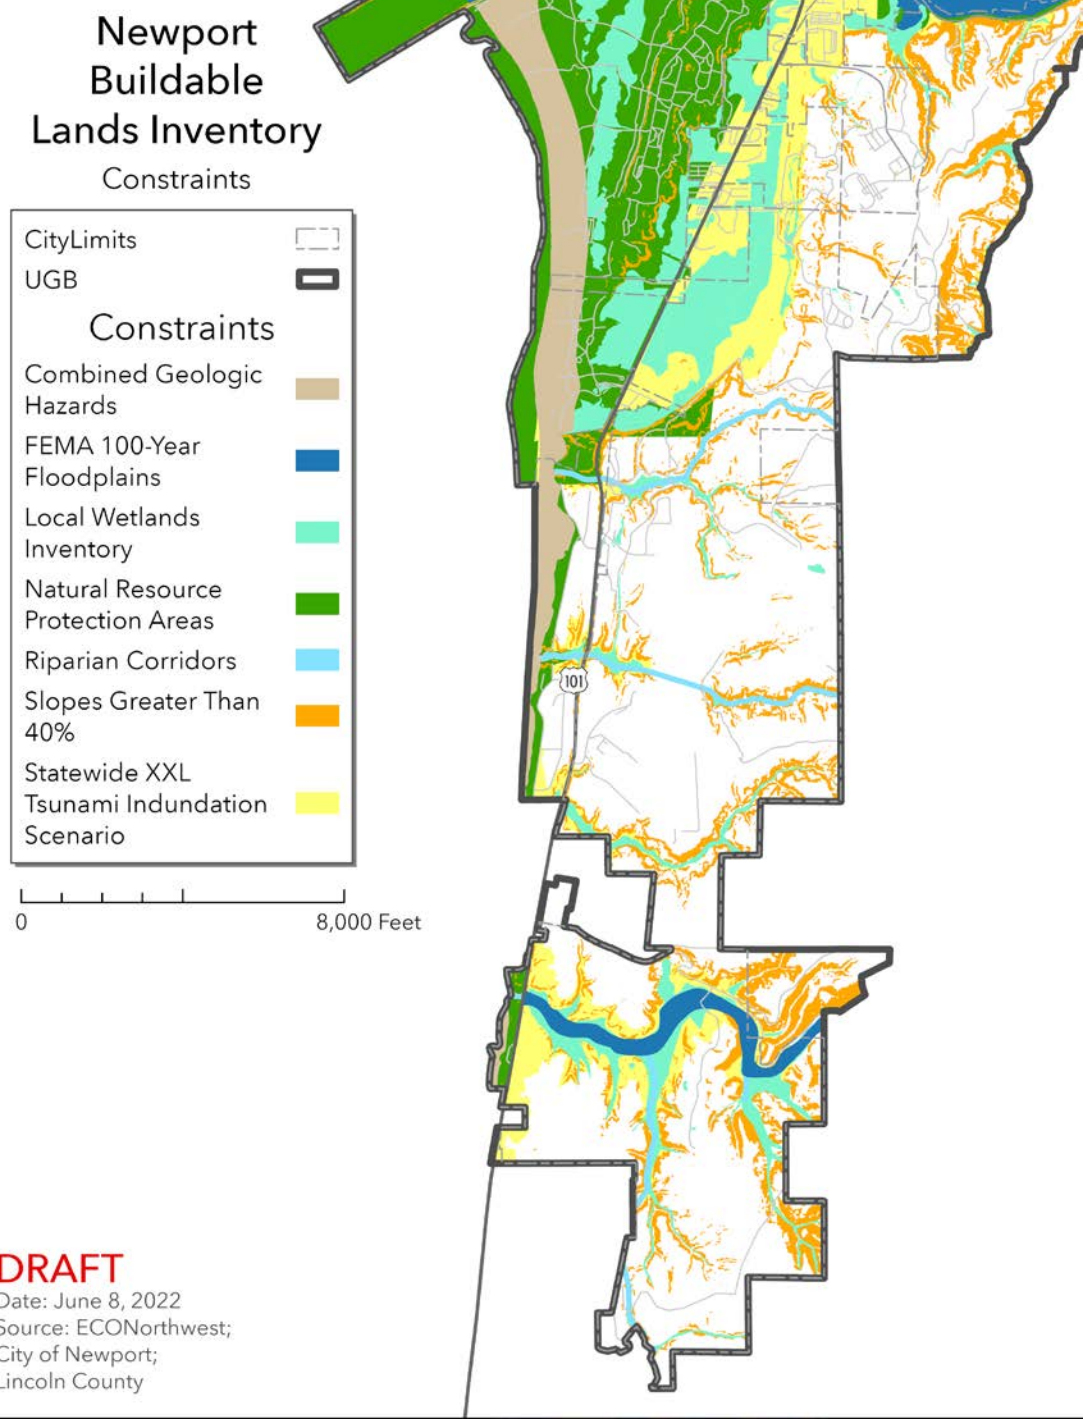 Newport
Buildable
Lands Inventory
Constraints
CityLimits
UGB
Constraints
Combined Geologic
Hazards
FEMA 100-Year
Floodplains
Local Wetlands
Inventory
Natural Resource
Protection Areas
Riparian Corridors
Slopes Greater Than
40%
Statewide XXL
Tsunami Indundation
Scenario
0
8,000 Feet
101
DRAFT
Date: June 8, 2022
Source: ECONorthwest;
City of Newport;
Lincoln County